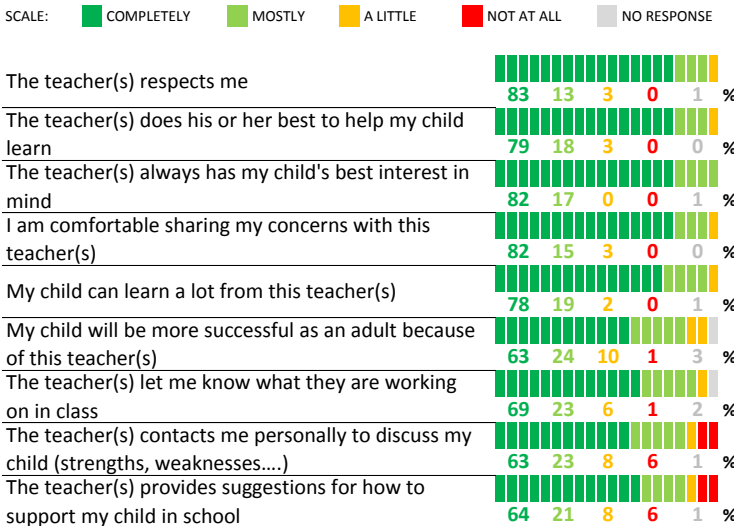 SCALE: COMPLETELY MOSTLY A LITTLE NOT AT ALL NO RESPONSE
The teacher(s) respects me
83 13 3 0 1 %
The teacher(s) does his or her best to help my child
learn
79 18 3 0 0 %
The teacher(s) always has my child's best interest in
mind
82 17 0 0 1 %
I am comfortable sharing my concerns with this
teacher(s)
82 15 3 0 0 %
My child can learn a lot from this teacher(s)
78 19 2 0 1 %
My child will be more successful as an adult because
of this teacher(s)
63 24 10 1 3 %
The teacher(s) let me know what they are working
on in class
69 23 6 1 2 %
The teacher(s) contacts me personally to discuss my
child (strengths, weaknesses....)
63 23 8 6 1 %
The teacher(s) provides suggestions for how to
support my child in school
64 21 8 6 1 %